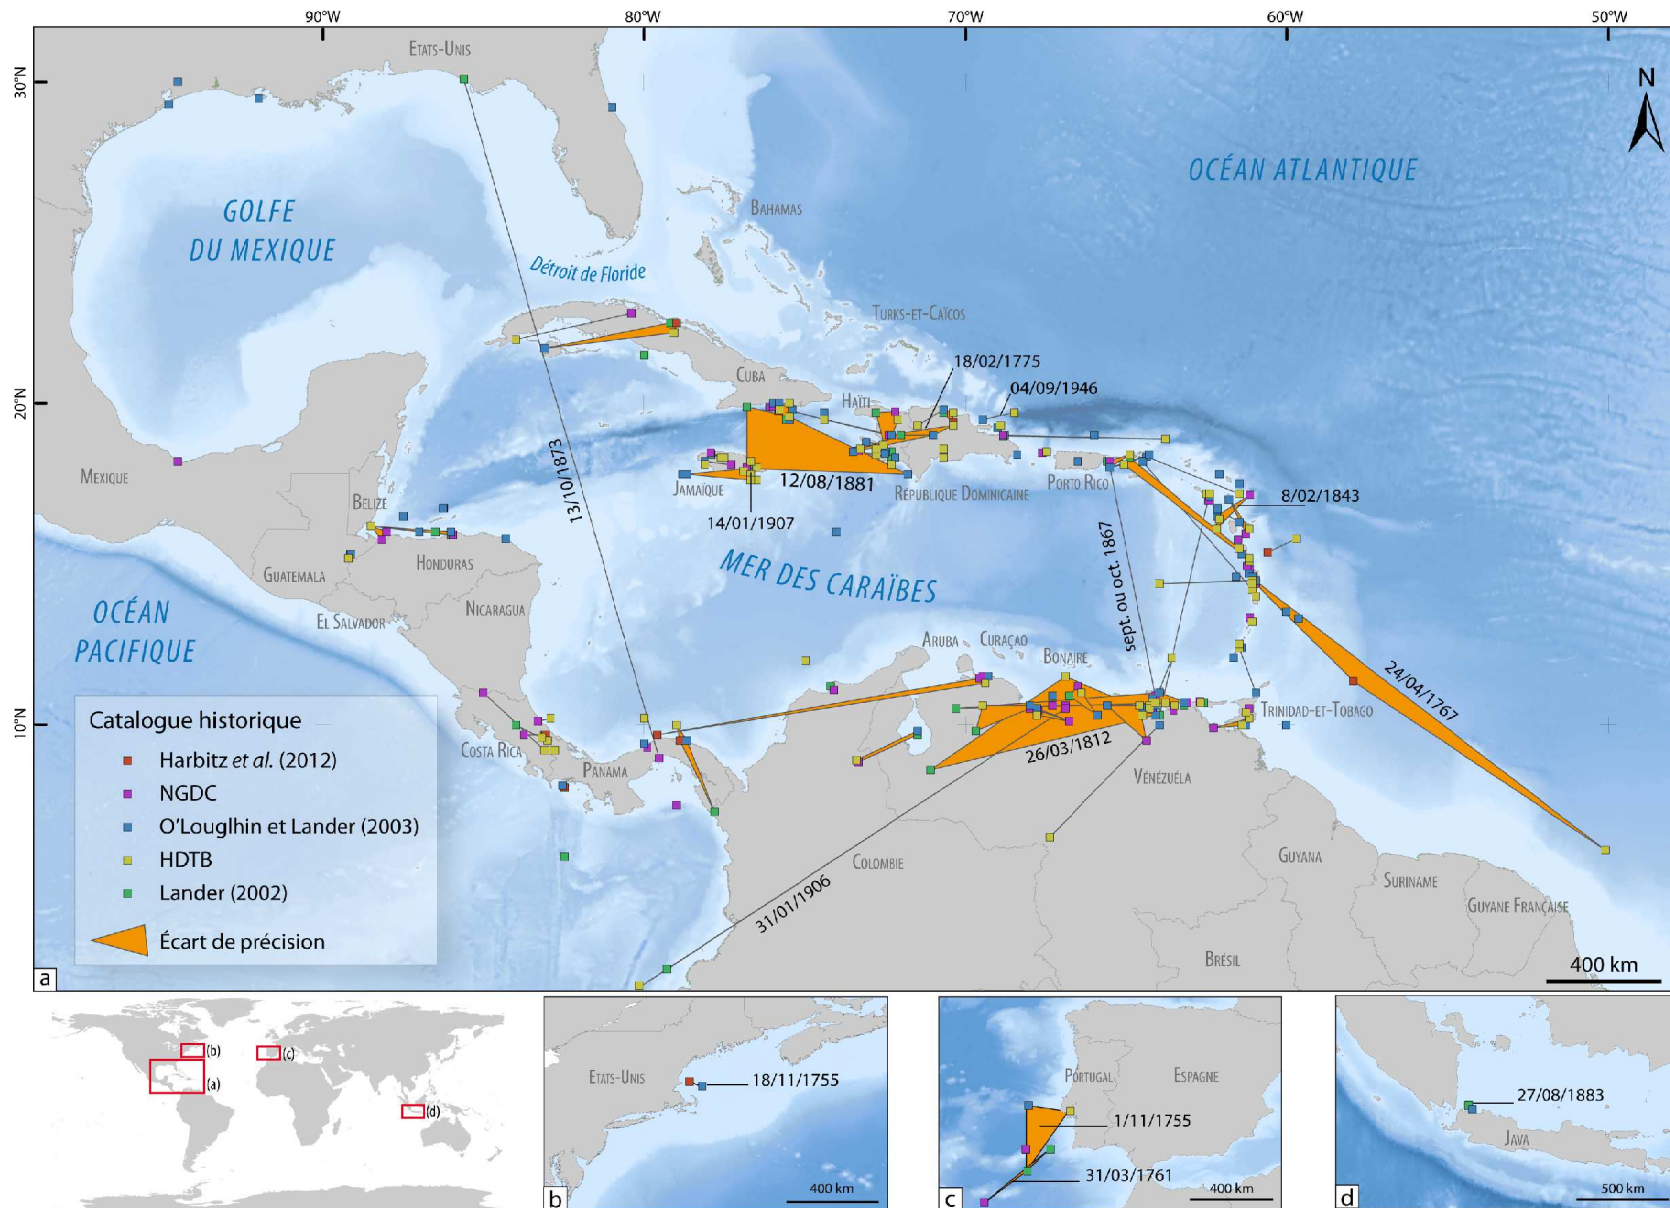 90°W
80°W
70°W
60°W
50°W
30°N
20°N
10°N
N
ETATS-UNIS
GOLFE
DU MEXIQUE
OCÉAN ATLANTIQUE
BAHAMAS
Détroit de Floride
TURKS-ET-CAÏCOS
18/02/1775
04/09/1946
CUBA
HAÏTI
MEXIQUE
BELIZE
JAMAÏQUE
12/08/1881
RÉPUBLIQUE DOMINICAINE
PORTO RICO
8/02/1843
14/01/1907
13/10/1873
GUATEMALA
HONDURAS
MER DES CARAÏBES
sept. ou oct. 1867
OCÉAN
PACIFIQUE
EL SALVADOR
NICARAGUA
ARUBA
CURAÇAO
BONAIRE
24/04/1767
TRINIDAD-ET-TOBAGO
COSTA RICA
PANAMA
26/03/1812
VÉNÉZUÉLA
COLOMBIE
31/01/1906
GUYANA
SURINAME
GUYANE FRANÇAISE
BRÉSIL
Catalogue historique
Harbitz et al. (2012)
NGDC
O'Louglhin et Lander (2003)
HDTB
Lander (2002)
Écart de précision
400 km
a
(b)
(c)
(a)
(d)
ETATS-UNIS
18/11/1755
400 km
b
PORTUGAL
ESPAGNE
1/11/1755
31/03/1761
400 km
c
27/08/1883
JAVA
500 km
d